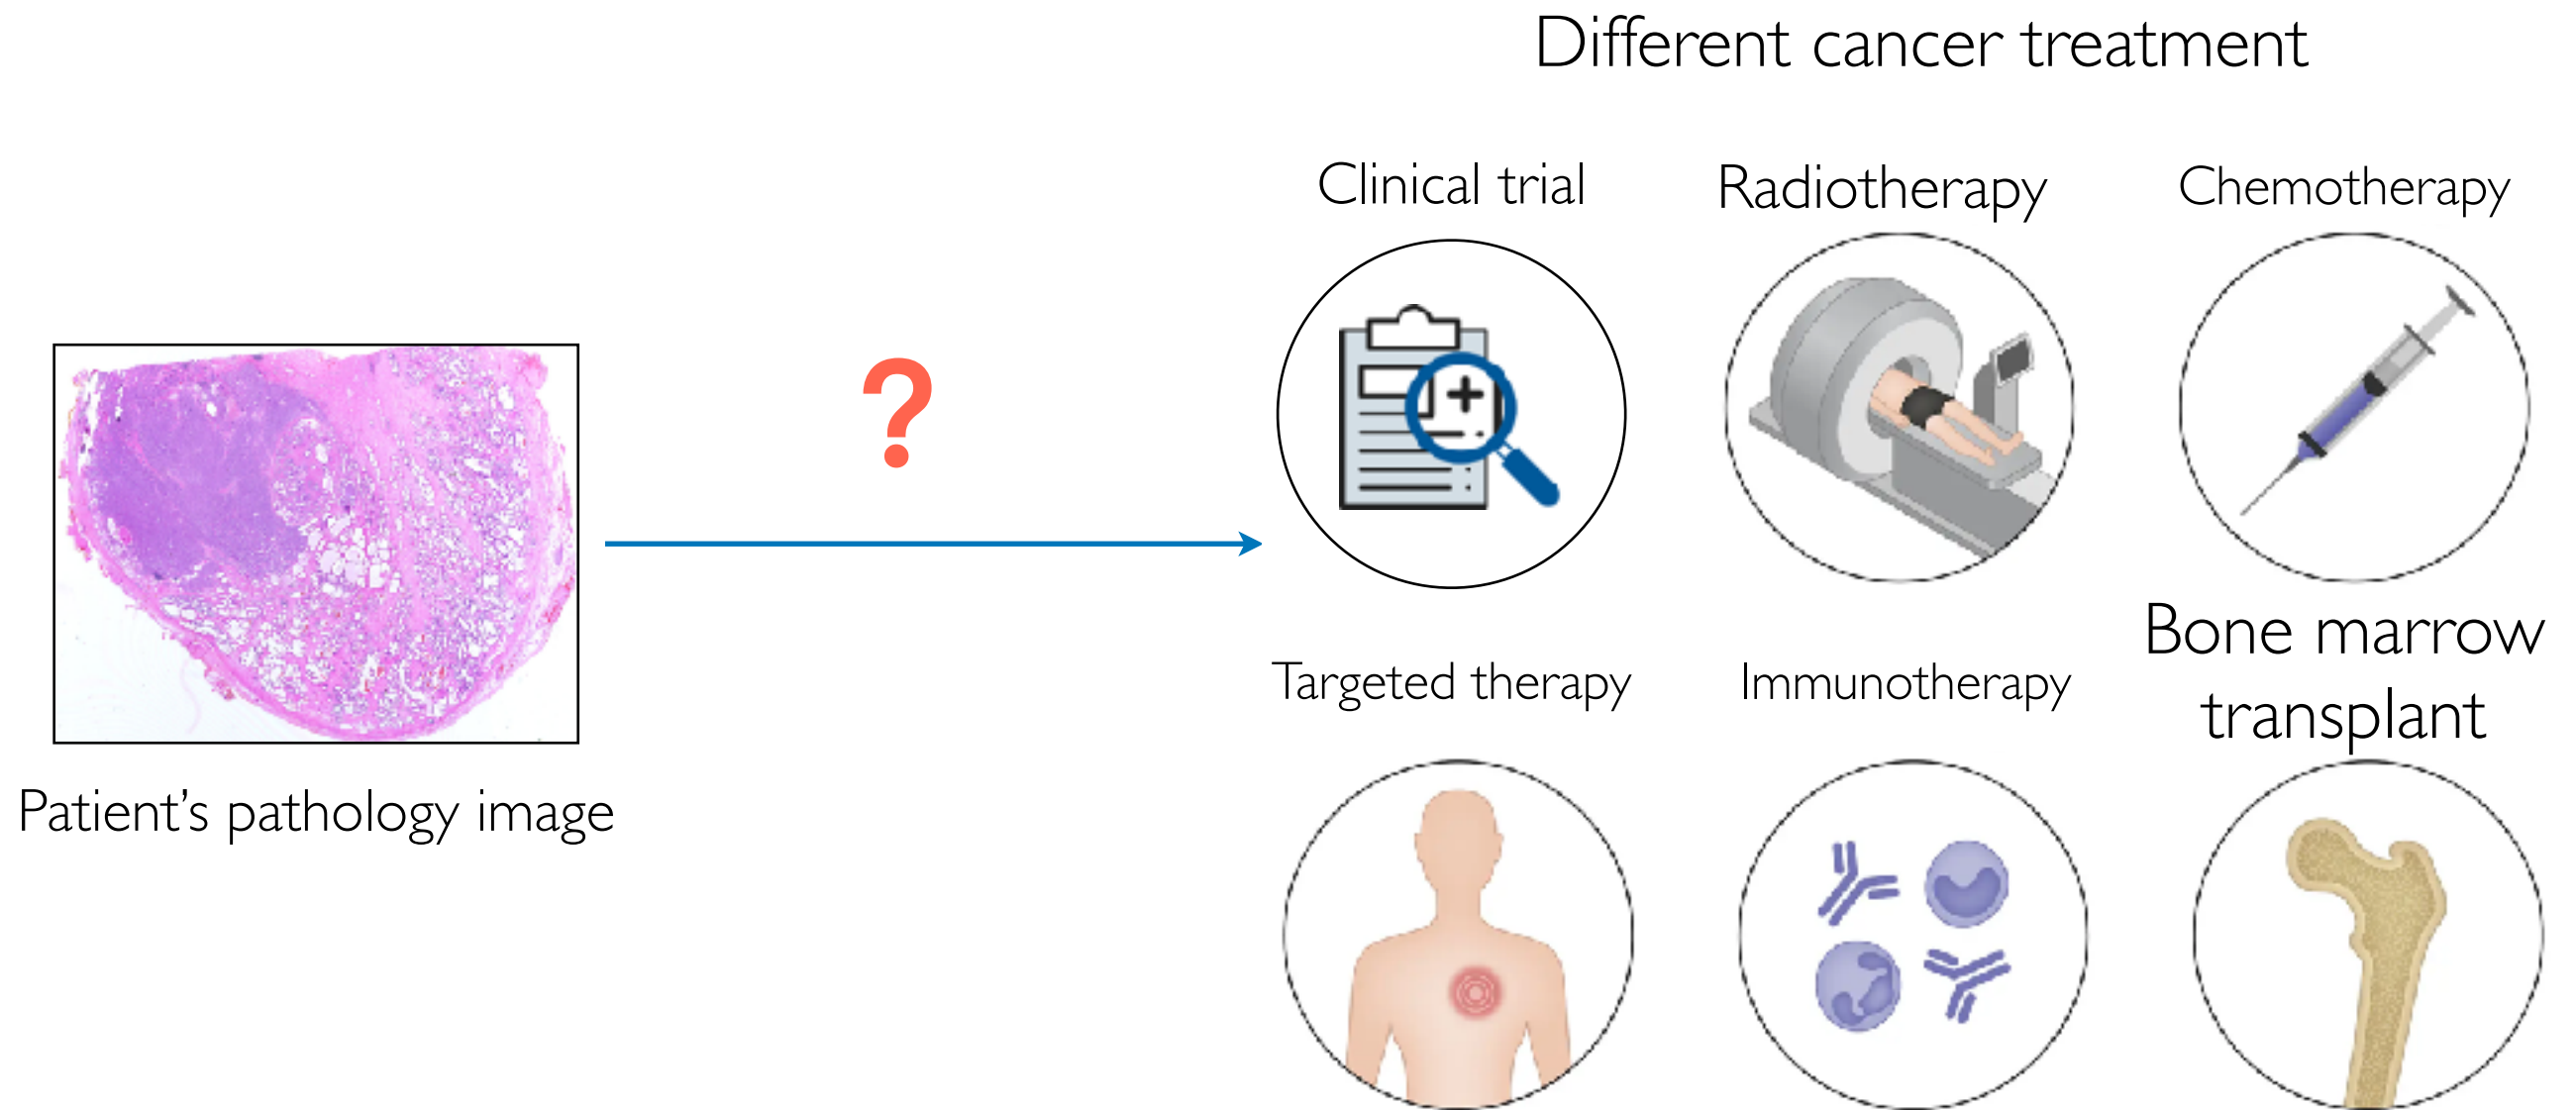 Different cancer treatment
Clinical trial
Radiotherapy
Chemotherapy
?
Patient’s pathology image
Targeted therapy
Immunotherapy
Bone marrow
transplant